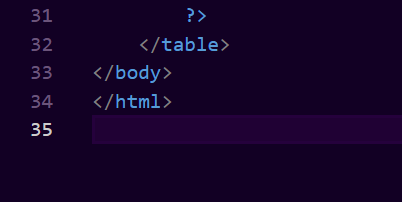 31 ?>
32 </table>
33 </body>
34 </html>
35